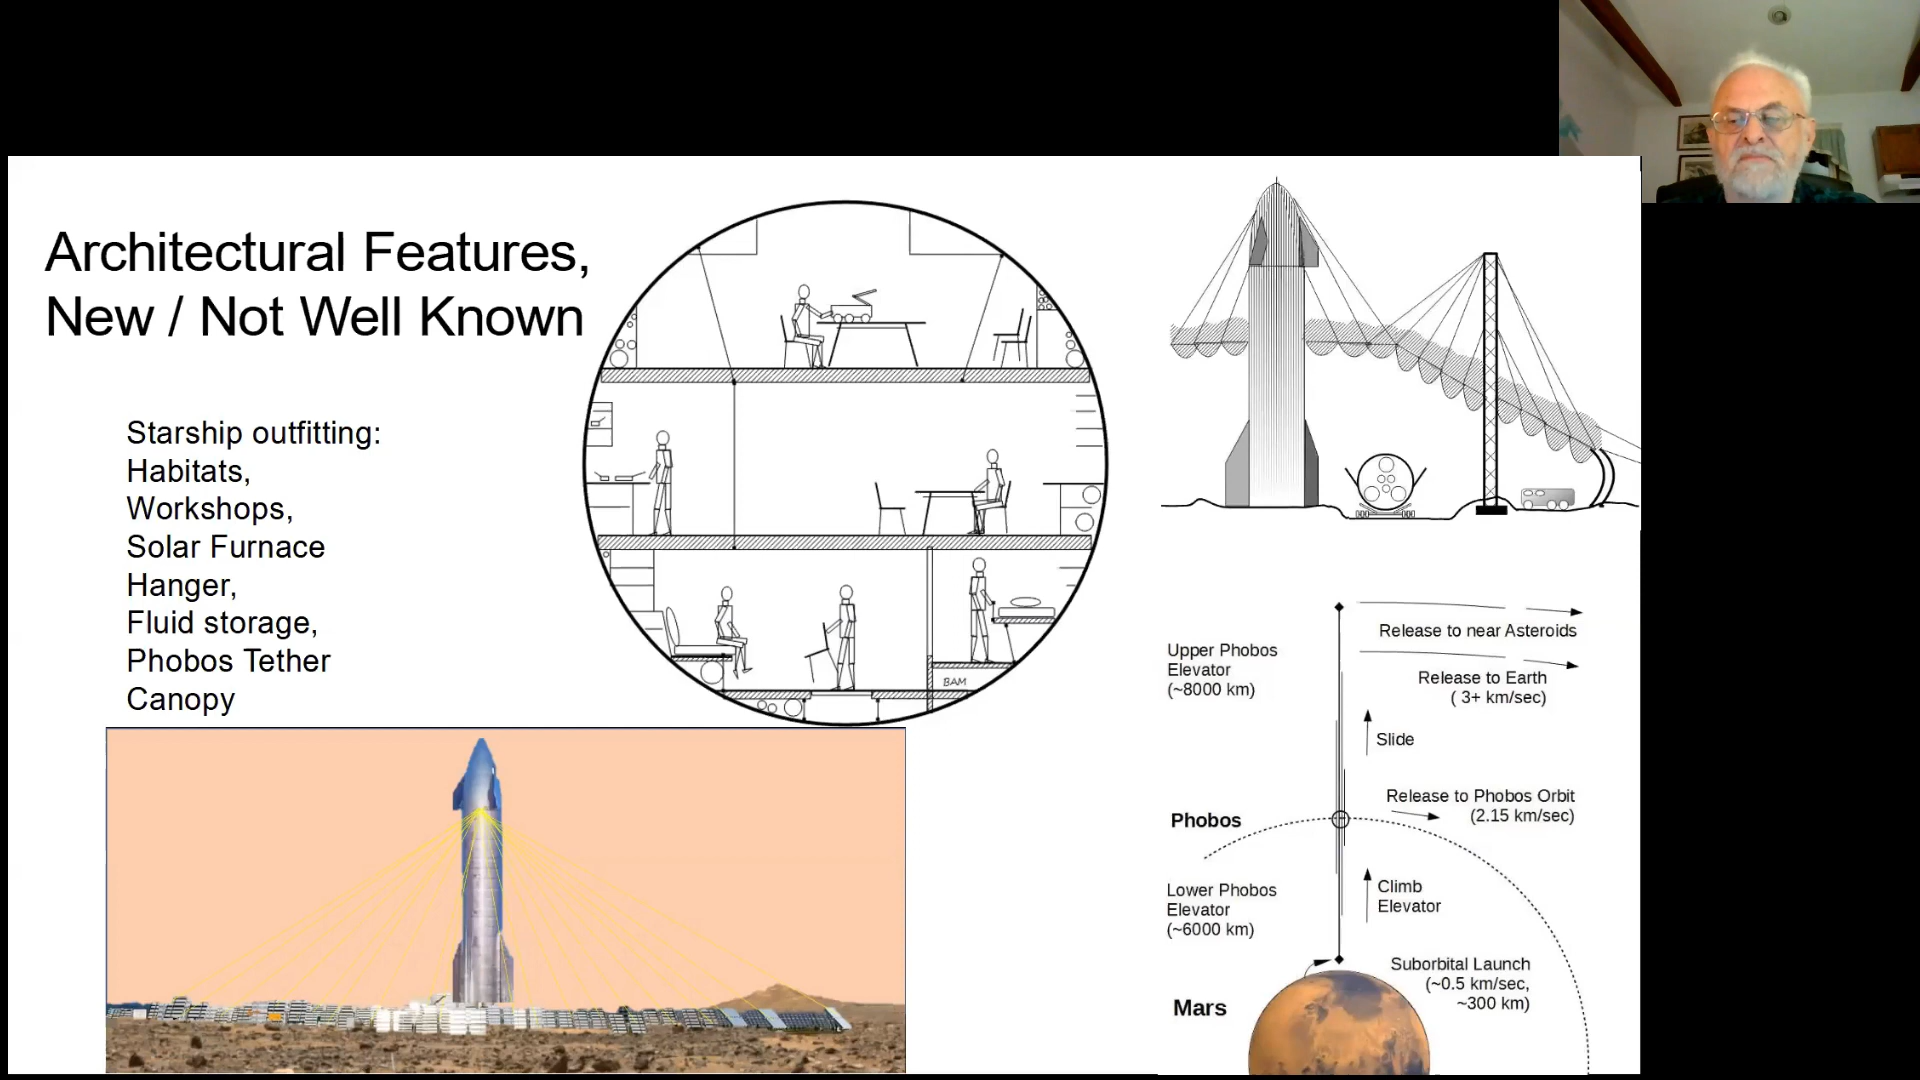 Architectural Features,
New / Not Well Known
Starship outfitting:
Habitats,
Workshops,
Solar Furnace
Hanger,
Fluid storage,
Phobos Tether
Canopy
BAM
Upper Phobos
Elevator
(~8000 km)
Release to near Asteroids
Release to Earth
( 3+ km/sec)
Slide
Release to Phobos Orbit
(2.15 km/sec)
Phobos
Lower Phobos
Elevator
(~6000 km)
Climb
Elevator
Suborbital Launch
(~0.5 km/sec,
~300 km)
Mars